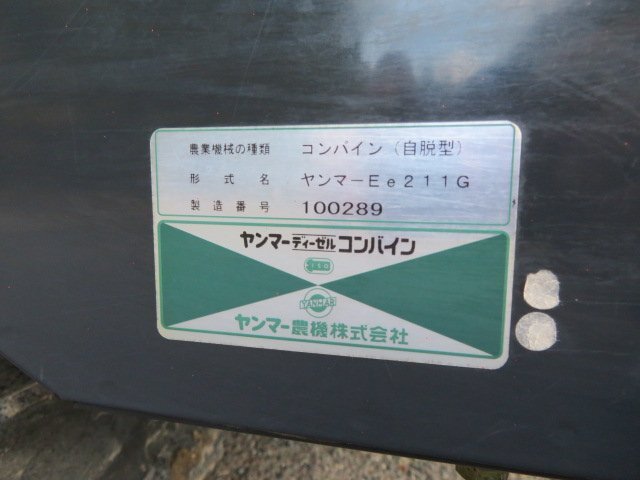 農業機械の種類 コンバイン（自脱型）
形式名 ヤンマーＥｅ２１１Ｇ
製造番号 100289
ヤンマーディーゼルコンバイン
YANMAR
ヤンマー農機株式会社